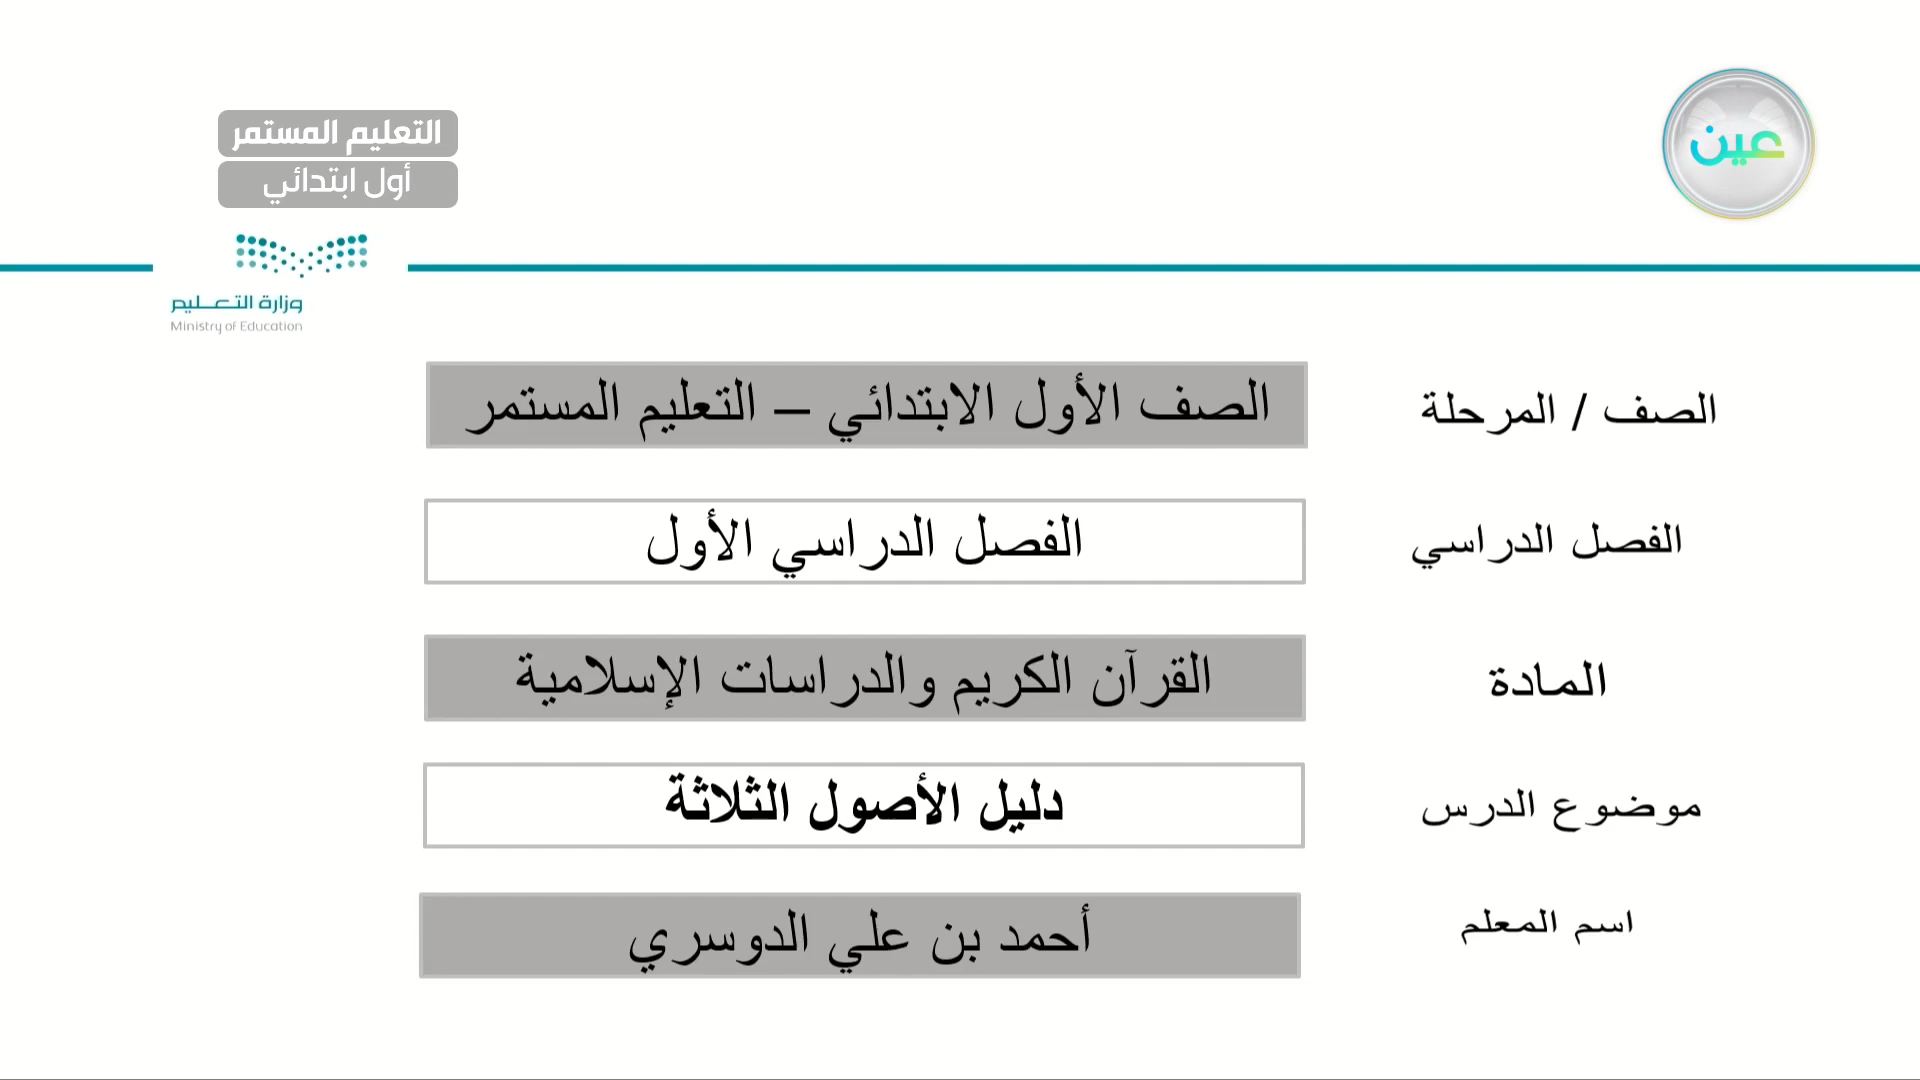 عين
التعليم المستمر
أول ابتدائي
وزارة التعليم
Ministry of Education
الصف / المرحلة
الصف الأول الابتدائي – التعليم المستمر
الفصل الدراسي
الفصل الدراسي الأول
المادة
القرآن الكريم والدراسات الإسلامية
موضوع الدرس
دليل الأصول الثلاثة
اسم المعلم
أحمد بن علي الدوسري